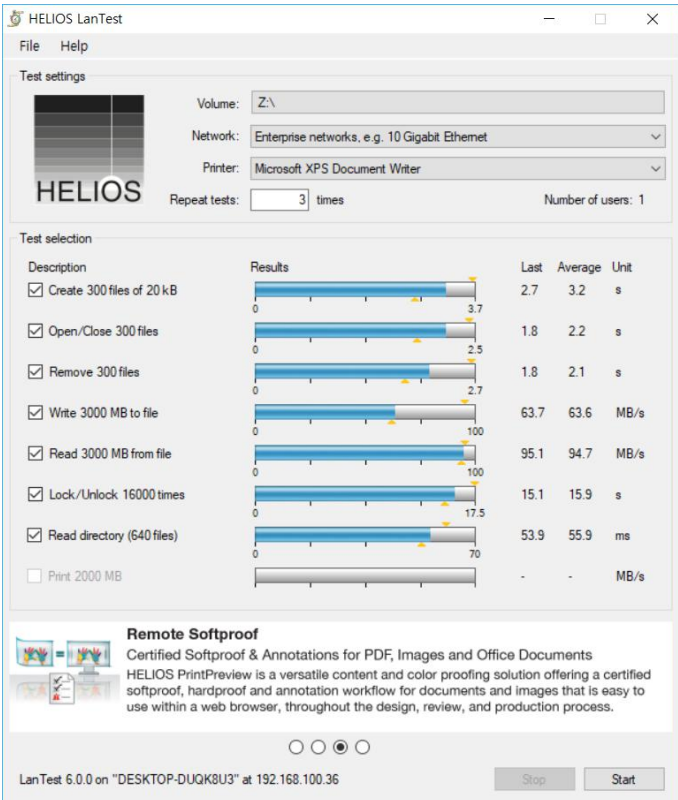 HELIOS LanTest
File Help
Test settings
HELIOS
Volume: Z:\
Network: Enterprise networks, e.g. 10 Gigabit Ethernet
Printer: Microsoft XPS Document Writer
Repeat tests: 3 times Number of users: 1
Test selection
Description Results Last Average Unit
Create 300 files of 20 kB 2.7 3.2 s
0 3.7
Open/Close 300 files 1.8 2.2 s
0 2.5
Remove 300 files 1.8 2.1 s
0 2.7
Write 3000 MB to file 63.7 63.6 MB/s
0 100
Read 3000 MB from file 95.1 94.7 MB/s
0 100
Lock/Unlock 16000 times 15.1 15.9 s
0 17.5
Read directory (640 files) 53.9 55.9 ms
0 70
Print 2000 MB - - MB/s
Remote Softproof
Certified Softproof & Annotations for PDF, Images and Office Documents
HELIOS PrintPreview is a versatile content and color proofing solution offering a certified
softproof, hardproof and annotation workflow for documents and images that is easy to
use within a web browser, throughout the design, review, and production process.
LanTest 6.0.0 on "DESKTOP-DUQK8U3" at 192.168.100.36 Stop Start